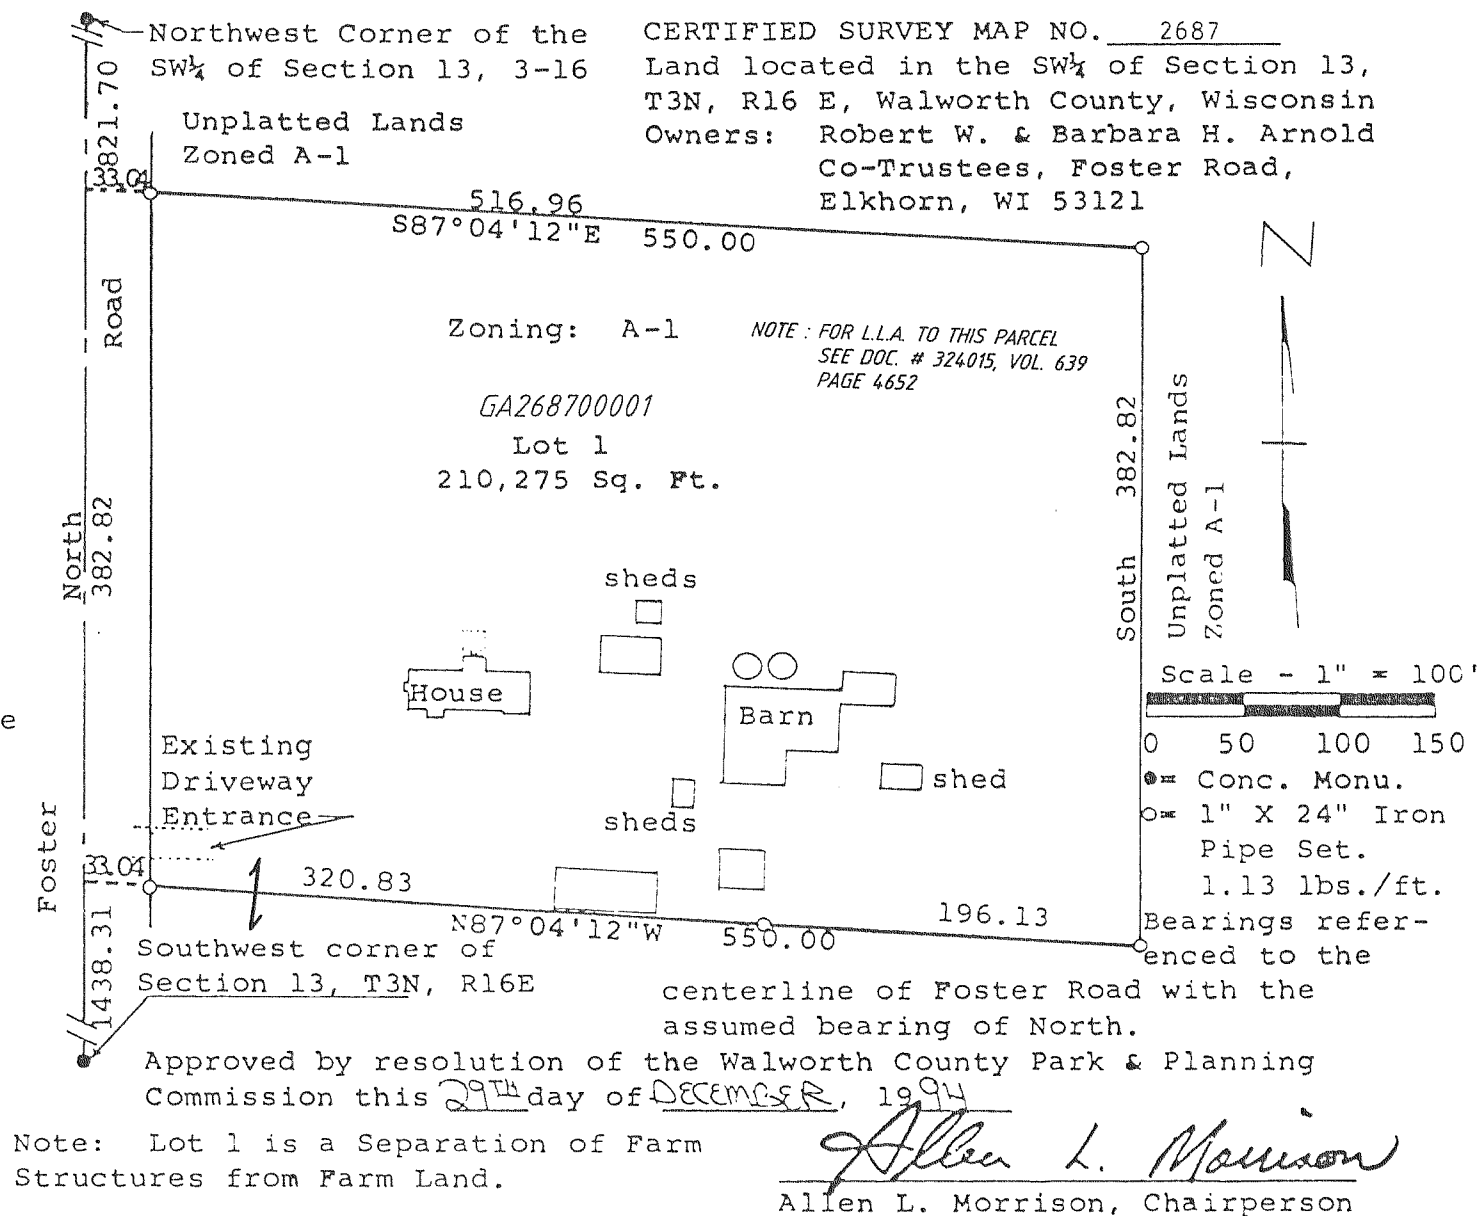 Northwest Corner of the
SW¼ of Section 13, 3-16
CERTIFIED SURVEY MAP NO. 2687
Land located in the SW¼ of Section 13,
T3N, R16 E, Walworth County, Wisconsin
Owners: Robert W. & Barbara H. Arnold
Co-Trustees, Foster Road,
Elkhorn, WI 53121
821.70
Unplatted Lands
Zoned A-1
33.04
516.96
S87°04'12"E 550.00
N
Road
Zoning: A-1
NOTE : FOR L.L.A. TO THIS PARCEL
SEE DOC. # 324015, VOL. 639
PAGE 4652
GA268700001
Lot 1
210,275 Sq. Ft.
North
382.82
South 382.82
Unplatted Lands
Zoned A-1
sheds
House
Barn
Scale - 1" = 100'
0 50 100 150
e
Existing
Driveway
Entrance
shed
sheds
= Conc. Monu.
= 1" X 24" Iron
Pipe Set.
1.13 lbs./ft.
Foster
33.04
320.83
N87°04'12"W 550.00
196.13
1438.31
Southwest corner of
Section 13, T3N, R16E
Bearings refer-
enced to the
centerline of Foster Road with the
assumed bearing of North.
Approved by resolution of the Walworth County Park & Planning
Commission this 29TH day of DECEMBER, 1994
Note: Lot 1 is a Separation of Farm
Structures from Farm Land.
Allen L. Morrison
Allen L. Morrison, Chairperson